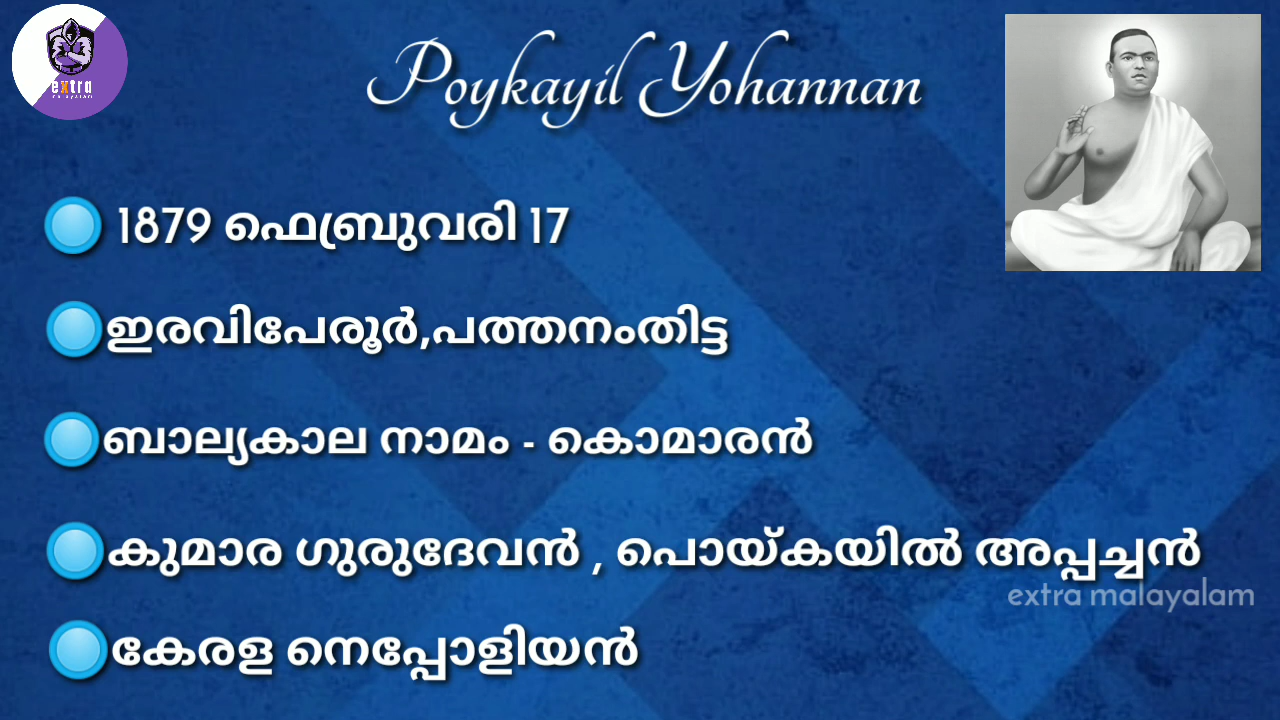 extra
malayalam
Poykayil Yohannan
1879 ഫെബ്രുവരി 17
ഇരവിപേരൂർ,പത്തനംതിട്ട
ബാല്യകാല നാമം - കൊമാരൻ
കുമാര ഗുരുദേവൻ , പൊയ്കയിൽ അപ്പച്ചൻ
extra malayalam
കേരള നെപ്പോളിയൻ